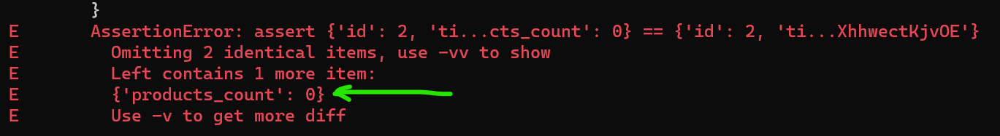 }
E AssertionError: assert {'id': 2, 'ti...cts_count': 0} == {'id': 2, 'ti...XhhwectKjvOE'}
E Omitting 2 identical items, use -vv to show
E Left contains 1 more item:
E {'products_count': 0}
E Use -v to get more diff